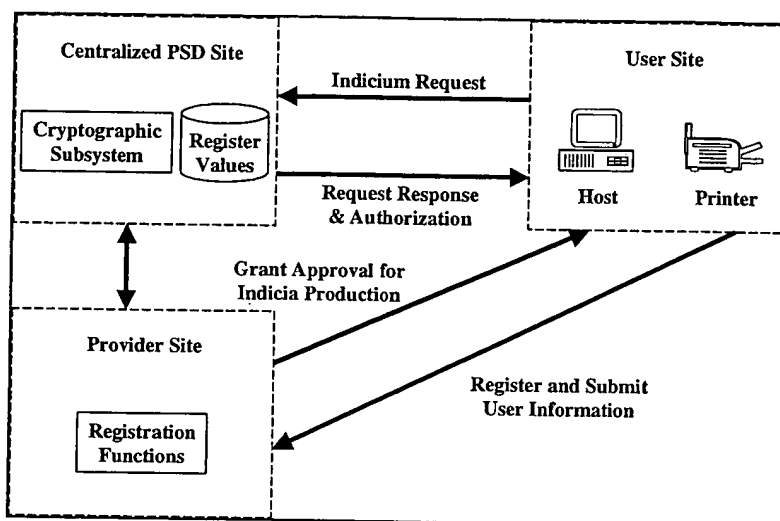 Centralized PSD Site
Cryptographic
Subsystem
Register
Values
Indicium Request
Request Response
& Authorization
User Site
Host
Printer
Grant Approval for
Indicia Production
Provider Site
Registration
Functions
Register and Submit
User Information